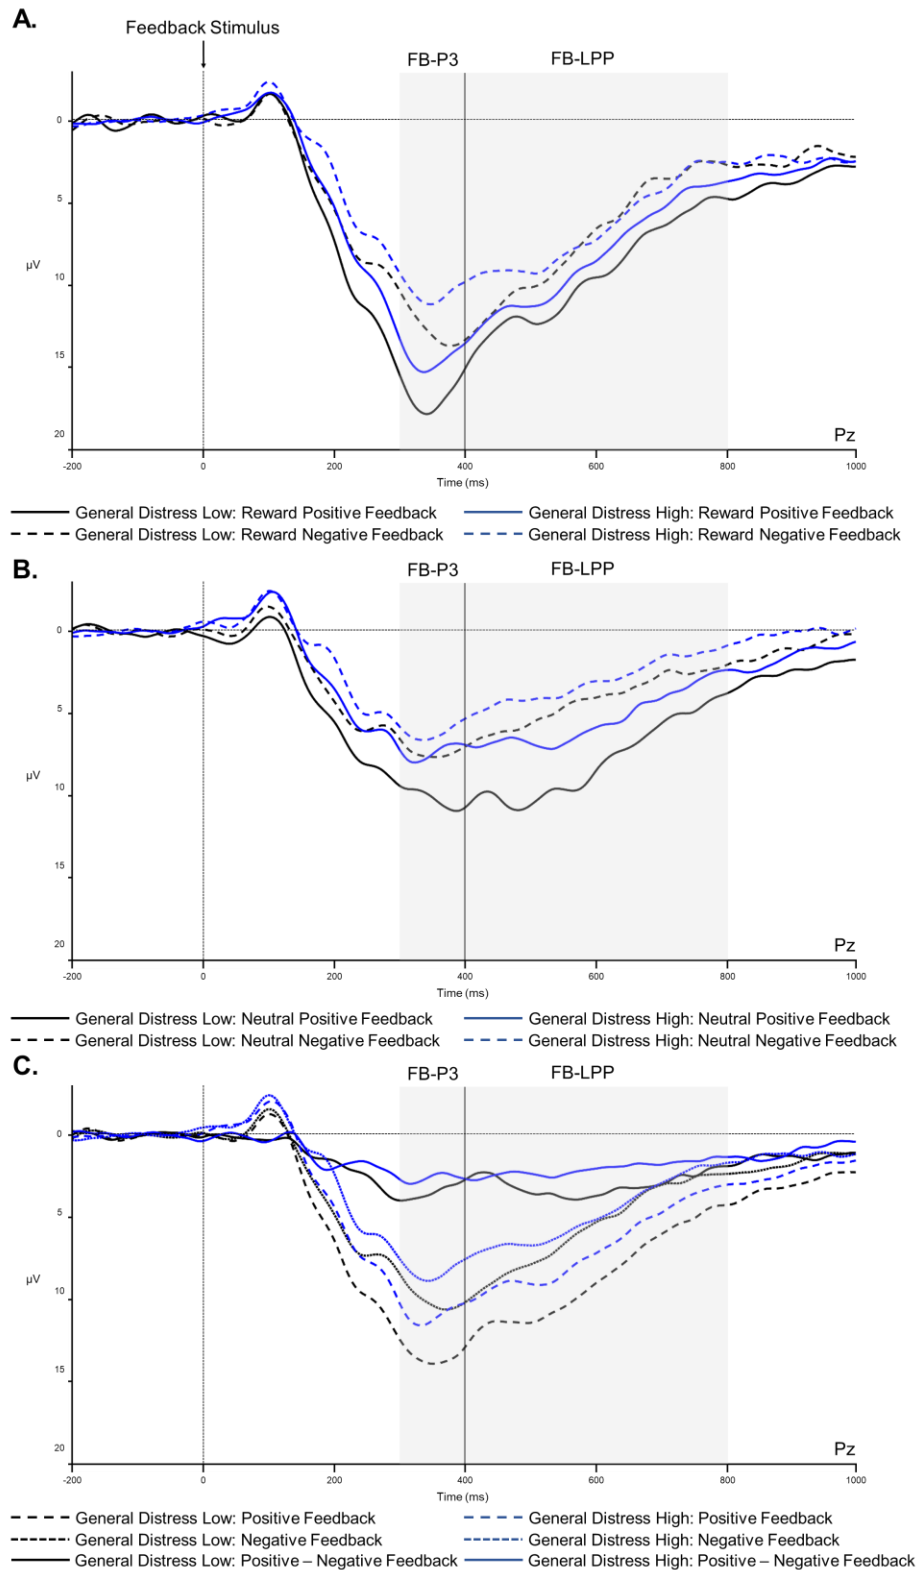 A.
Feedback Stimulus
FB-P3 FB-LPP
0
5
µV
10
15
20
Pz
-200 0 200 400 600 800 1000
Time (ms)
General Distress Low: Reward Positive Feedback General Distress High: Reward Positive Feedback
General Distress Low: Reward Negative Feedback General Distress High: Reward Negative Feedback
B.
FB-P3 FB-LPP
0
5
µV
10
15
20
Pz
-200 0 200 400 600 800 1000
Time (ms)
General Distress Low: Neutral Positive Feedback General Distress High: Neutral Positive Feedback
General Distress Low: Neutral Negative Feedback General Distress High: Neutral Negative Feedback
C.
FB-P3 FB-LPP
0
5
µV
10
15
20
Pz
-200 0 200 400 600 800 1000
Time (ms)
General Distress Low: Positive Feedback General Distress High: Positive Feedback
General Distress Low: Negative Feedback General Distress High: Negative Feedback
General Distress Low: Positive – Negative Feedback General Distress High: Positive – Negative Feedback